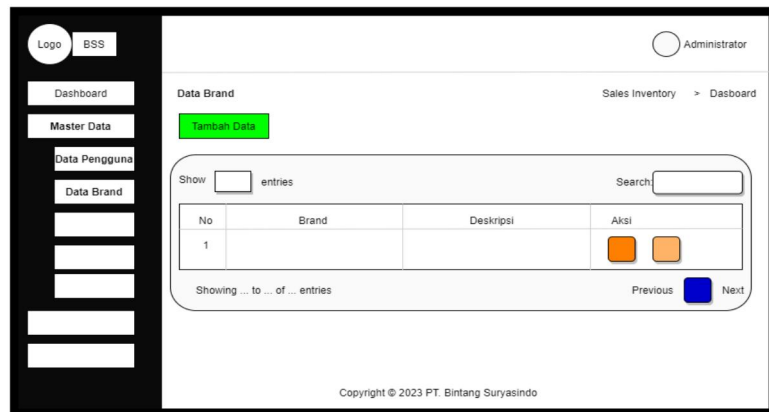 Logo BSS
Administrator
Dashboard
Master Data
Data Pengguna
Data Brand
Data Brand
Sales Inventory > Dasboard
Tambah Data
Show entries
Search:
No Brand Deskripsi Aksi
1
Showing ... to ... of ... entries
Previous Next
Copyright © 2023 PT. Bintang Suryasindo